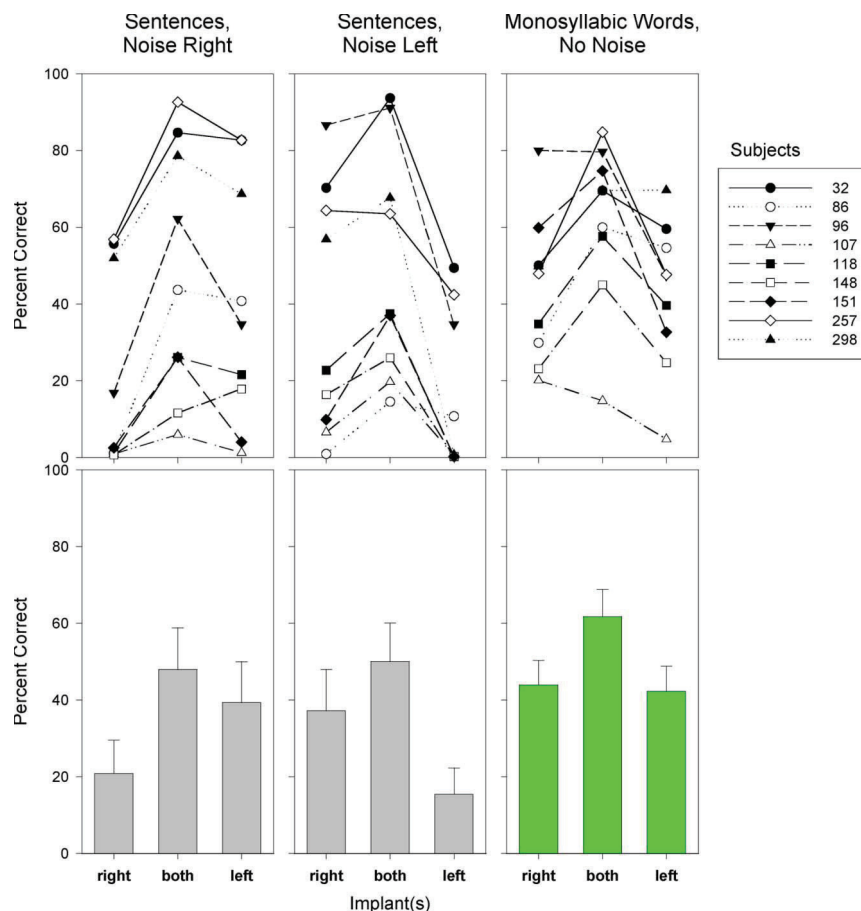 Sentences,
Noise Right
Sentences,
Noise Left
Monosyllabic Words,
No Noise
Percent Correct
100
80
60
40
20
0
Subjects
32
86
96
107
118
148
151
257
298
Percent Correct
100
80
60
40
20
0
right both left
right both left
right both left
Implant(s)